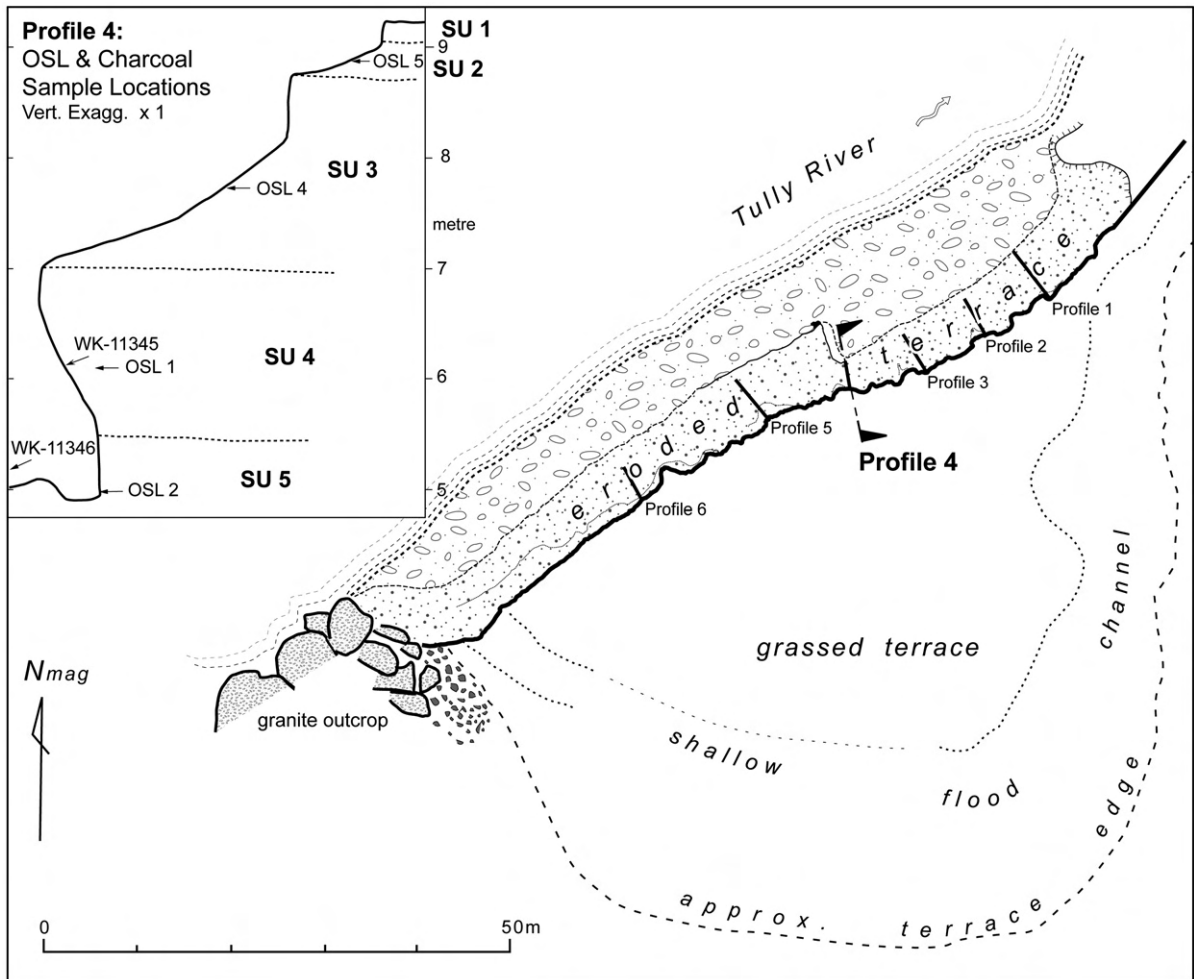 Profile 4:
OSL & Charcoal
Sample Locations
Vert. Exagg. x 1
SU 1
9
OSL 5
SU 2
8
SU 3
OSL 4
metre
7
WK-11345
OSL 1
SU 4
6
WK-11346
SU 5
OSL 2
5
Tully River
eroded terrace
Profile 1
Profile 2
Profile 3
Profile 4
Profile 5
Profile 6
grassed terrace
shallow flood channel
approx. terrace edge
granite outcrop
Nmag
0
50m